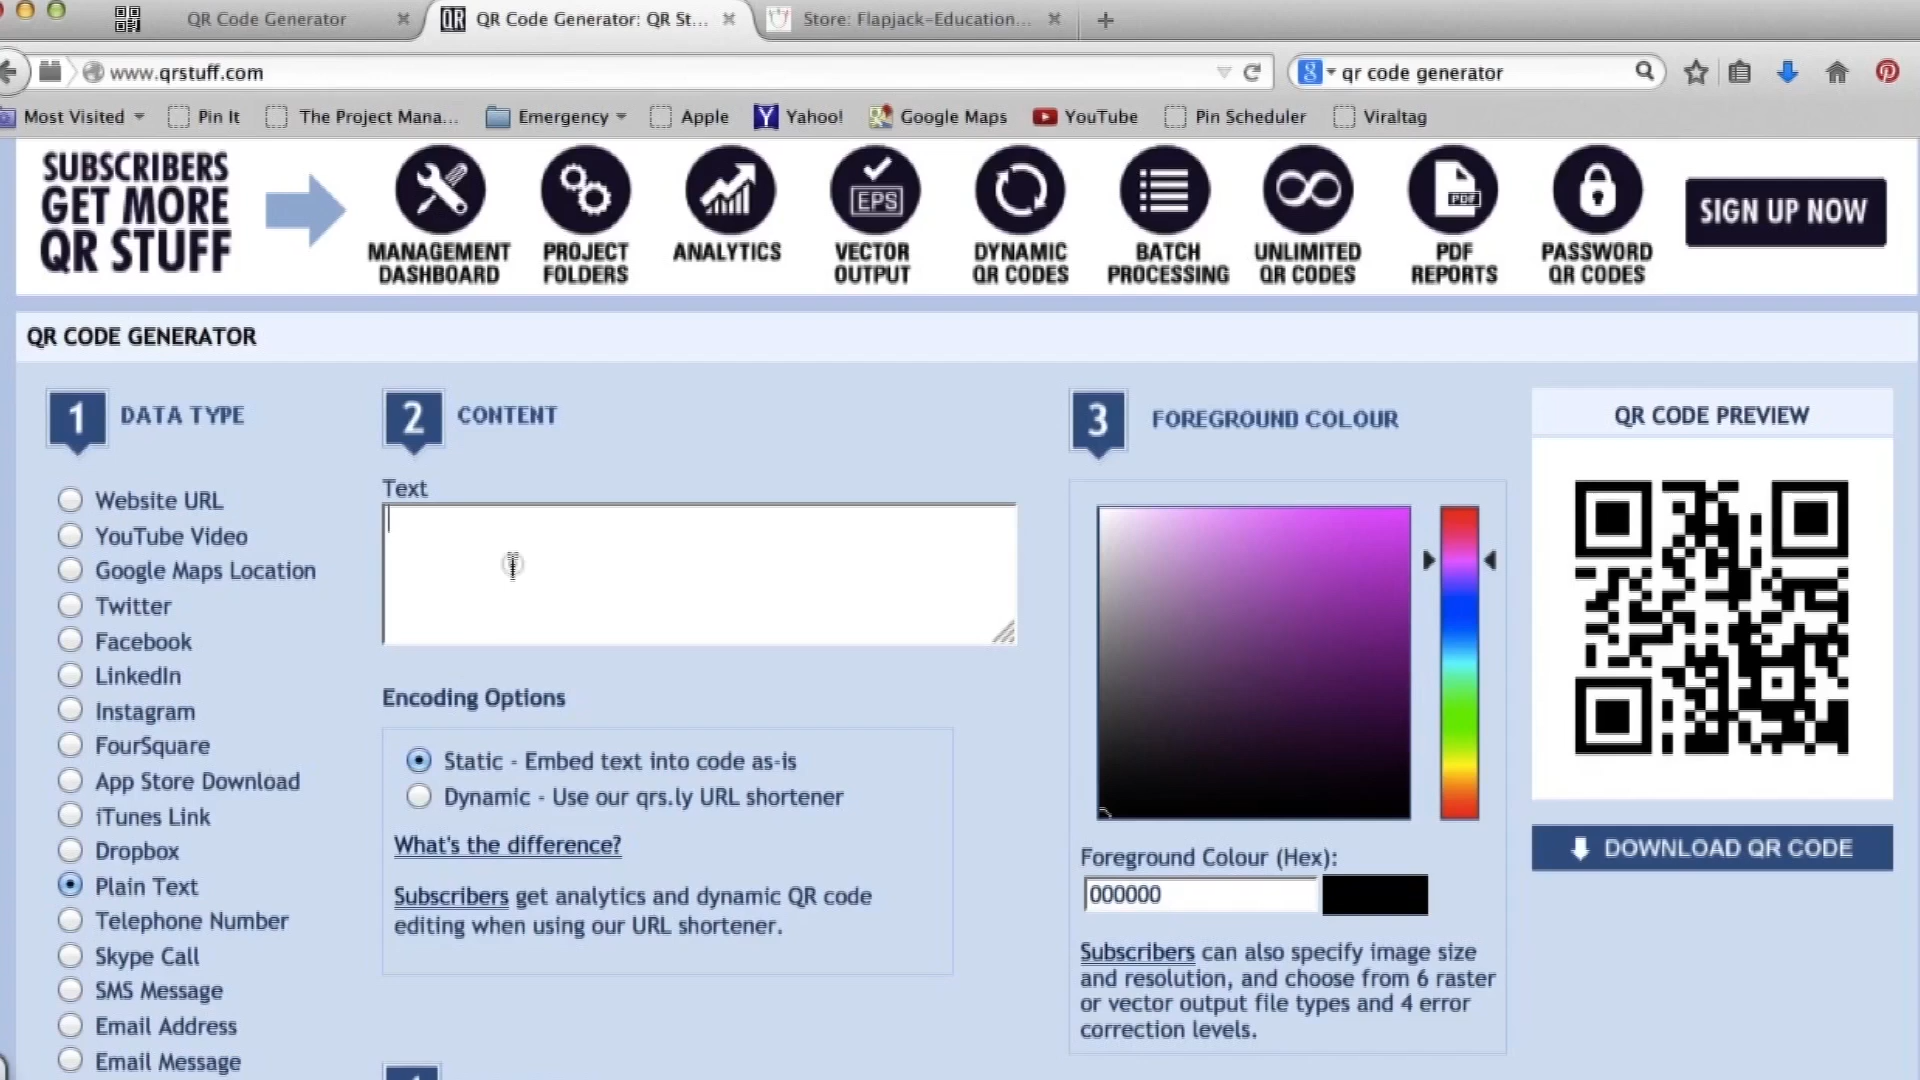 QR Code Generator
QR Code Generator: QR St...
Store: Flapjack-Education...
www.qrstuff.com
qr code generator
Most Visited
Pin It
The Project Mana...
Emergency
Apple
Yahoo!
Google Maps
YouTube
Pin Scheduler
Viraltag
SUBSCRIBERS
GET MORE
QR STUFF
MANAGEMENT
DASHBOARD
PROJECT
FOLDERS
ANALYTICS
EPS
VECTOR
OUTPUT
DYNAMIC
QR CODES
BATCH
PROCESSING
UNLIMITED
QR CODES
PDF
PDF
REPORTS
PASSWORD
QR CODES
SIGN UP NOW
QR CODE GENERATOR
1 DATA TYPE
Website URL
YouTube Video
Google Maps Location
Twitter
Facebook
LinkedIn
Instagram
FourSquare
App Store Download
iTunes Link
Dropbox
Plain Text
Telephone Number
Skype Call
SMS Message
Email Address
Email Message
2 CONTENT
Text
Encoding Options
Static - Embed text into code as-is
Dynamic - Use our qrs.ly URL shortener
What's the difference?
Subscribers get analytics and dynamic QR code
editing when using our URL shortener.
3 FOREGROUND COLOUR
Foreground Colour (Hex):
000000
Subscribers can also specify image size
and resolution, and choose from 6 raster
or vector output file types and 4 error
correction levels.
QR CODE PREVIEW
DOWNLOAD QR CODE